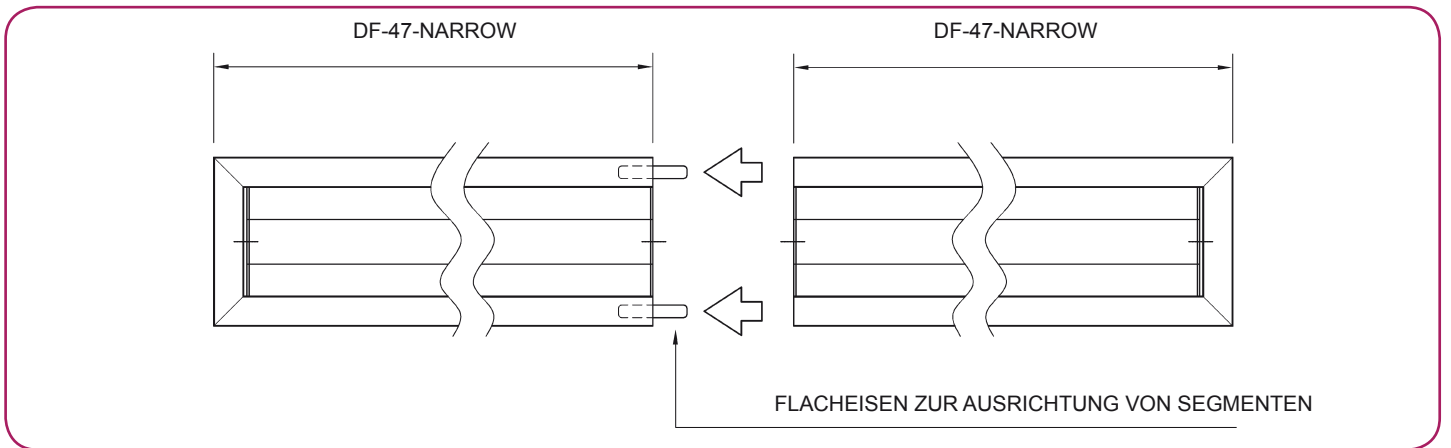 DF-47-NARROW
DF-47-NARROW
FLACHEISEN ZUR AUSRICHTUNG VON SEGMENTEN